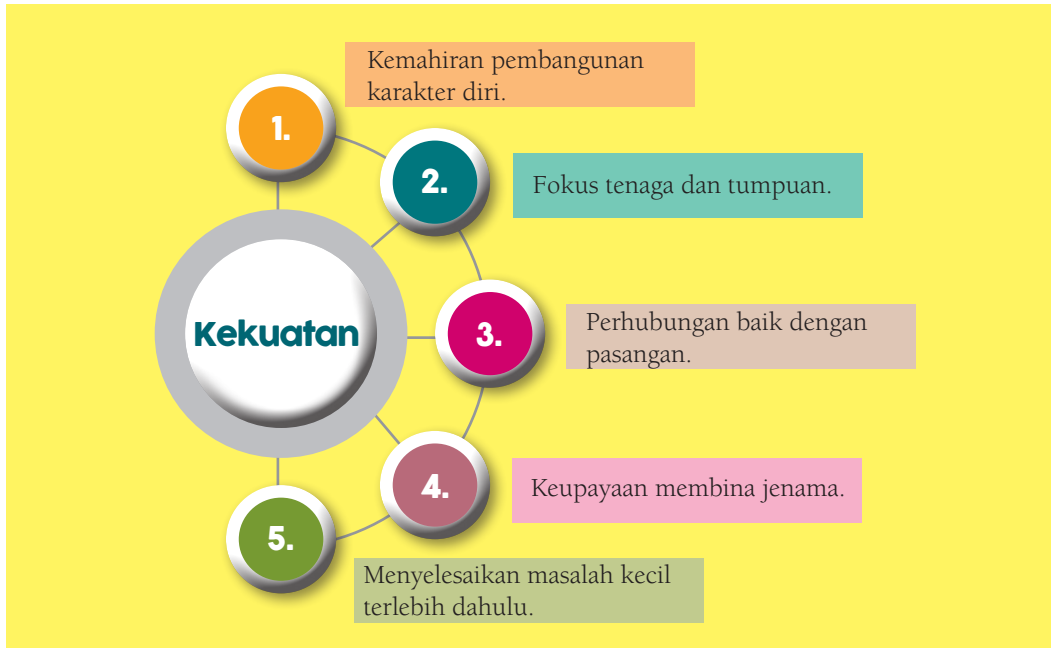 Kekuatan
1.
Kemahiran pembangunan
karakter diri.
2.
Fokus tenaga dan tumpuan.
3.
Perhubungan baik dengan
pasangan.
4.
Keupayaan membina jenama.
5.
Menyelesaikan masalah kecil
terlebih dahulu.